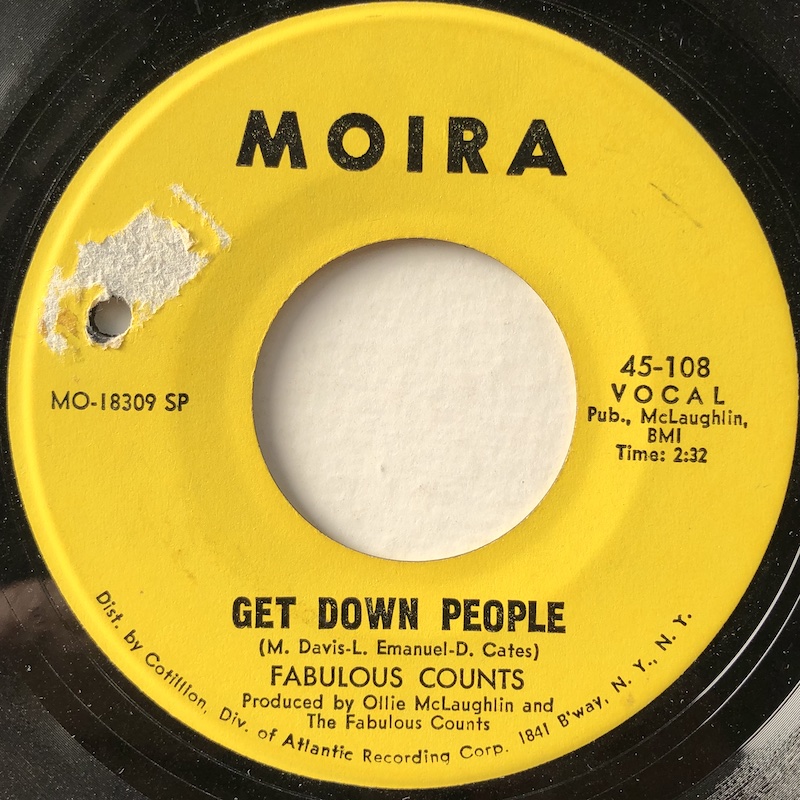 MOIRA
MO-18309 SP
45-108
VOCAL
Pub., McLaughlin,
BMI
Time: 2:32
GET DOWN PEOPLE
(M. Davis-L. Emanuel-D. Cates)
FABULOUS COUNTS
Produced by Ollie McLaughlin and
The Fabulous Counts
Dist. by Cotillion, Div. of Atlantic Recording Corp. 1841 B'way, N. Y., N. Y.